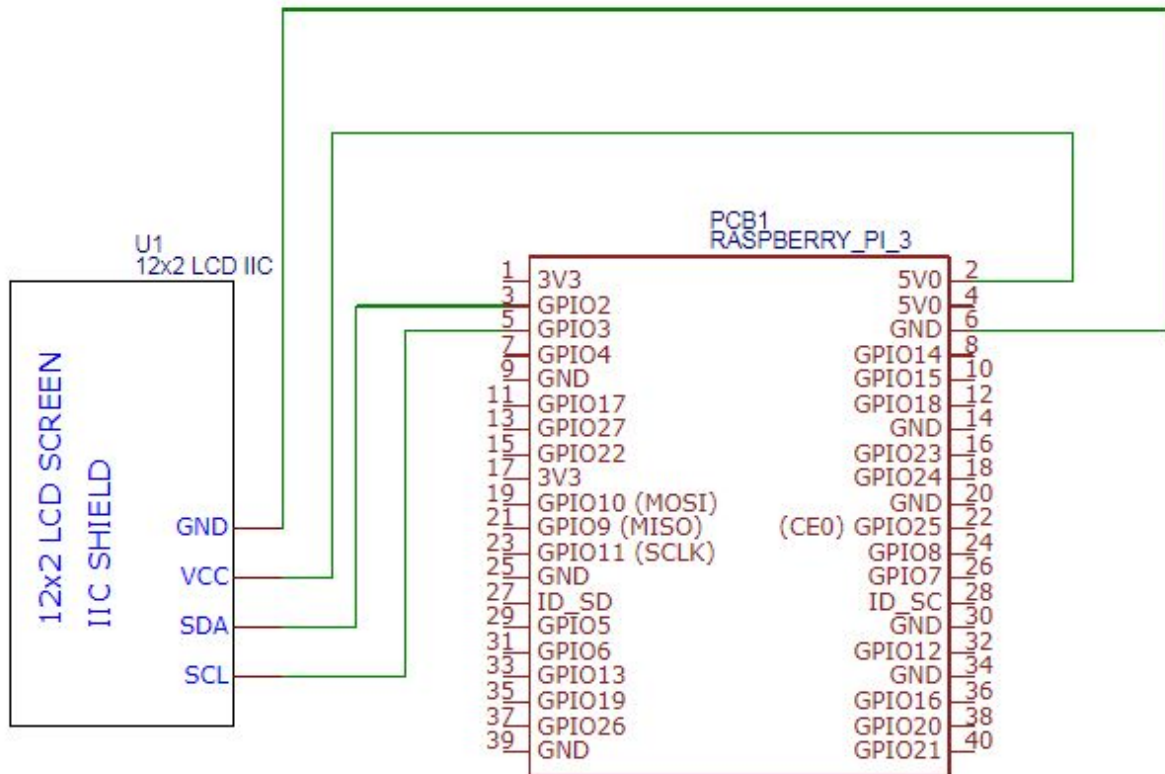 U1
12x2 LCD IIC
12x2 LCD SCREEN
IIC SHIELD
GND
VCC
SDA
SCL
PCB1
RASPBERRY_PI_3
1 3V3 5V0 2
3 GPIO2 5V0 4
5 GPIO3 GND 6
7 GPIO4 GPIO14 8
9 GND GPIO15 10
11 GPIO17 GPIO18 12
13 GPIO27 GND 14
15 GPIO22 GPIO23 16
17 3V3 GPIO24 18
19 GPIO10 (MOSI) GND 20
21 GPIO9 (MISO) (CE0) GPIO25 22
23 GPIO11 (SCLK) GPIO8 24
25 GND GPIO7 26
27 ID_SD ID_SC 28
29 GPIO5 GND 30
31 GPIO6 GPIO12 32
33 GPIO13 GND 34
35 GPIO19 GPIO16 36
37 GPIO26 GPIO20 38
39 GND GPIO21 40